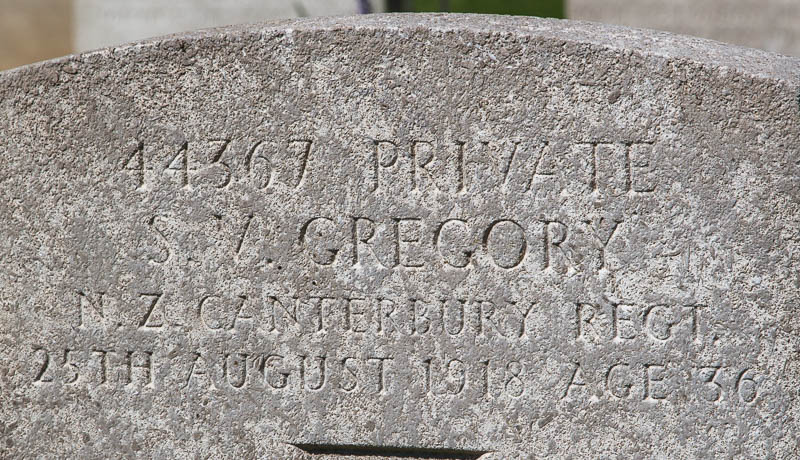 44367 PRIVATE
S. V. GREGORY
N. Z. CANTERBURY REGT.
25TH AUGUST 1918 AGE 36